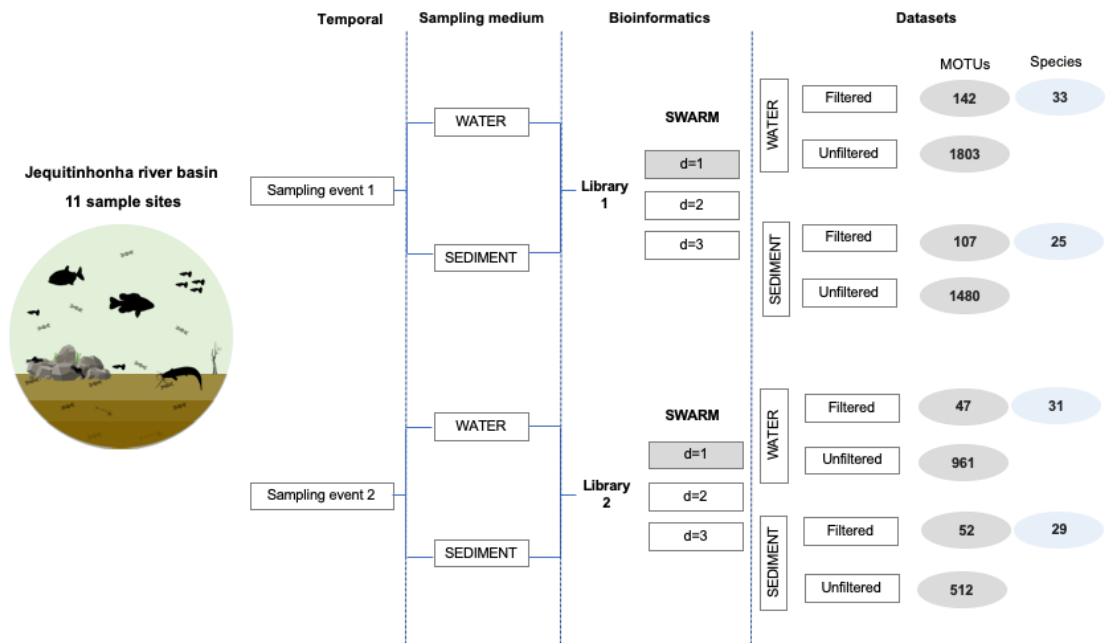 Temporal
Sampling medium
Bioinformatics
Datasets
MOTUs
Species
Jequitinhonha river basin
11 sample sites
Sampling event 1
WATER
SEDIMENT
Library
1
SWARM
d=1
d=2
d=3
WATER
Filtered
142
33
Unfiltered
1803
SEDIMENT
Filtered
107
25
Unfiltered
1480
Sampling event 2
WATER
SEDIMENT
Library
2
SWARM
d=1
d=2
d=3
WATER
Filtered
47
31
Unfiltered
961
SEDIMENT
Filtered
52
29
Unfiltered
512